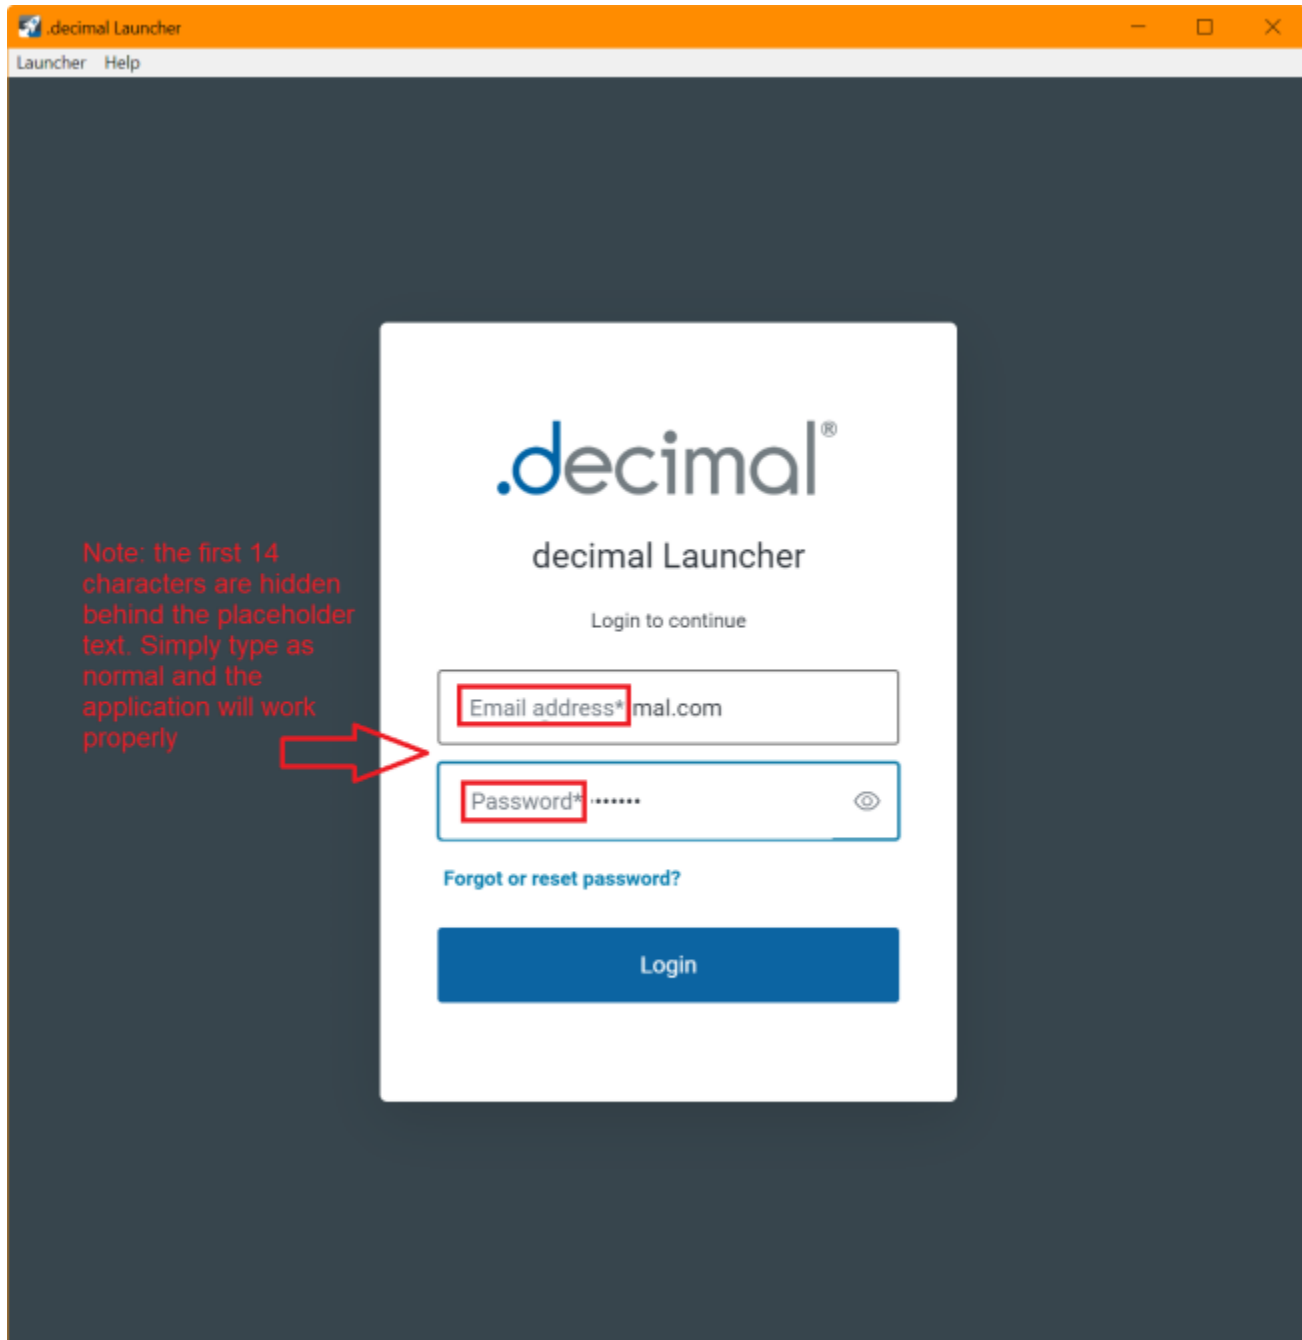 .decimal Launcher
Launcher Help
.decimal®
decimal Launcher
Login to continue
Note: the first 14
characters are hidden
behind the placeholder
text. Simply type as
normal and the
application will work
properly
Email address* mal.com
Password* •••••••
Forgot or reset password?
Login